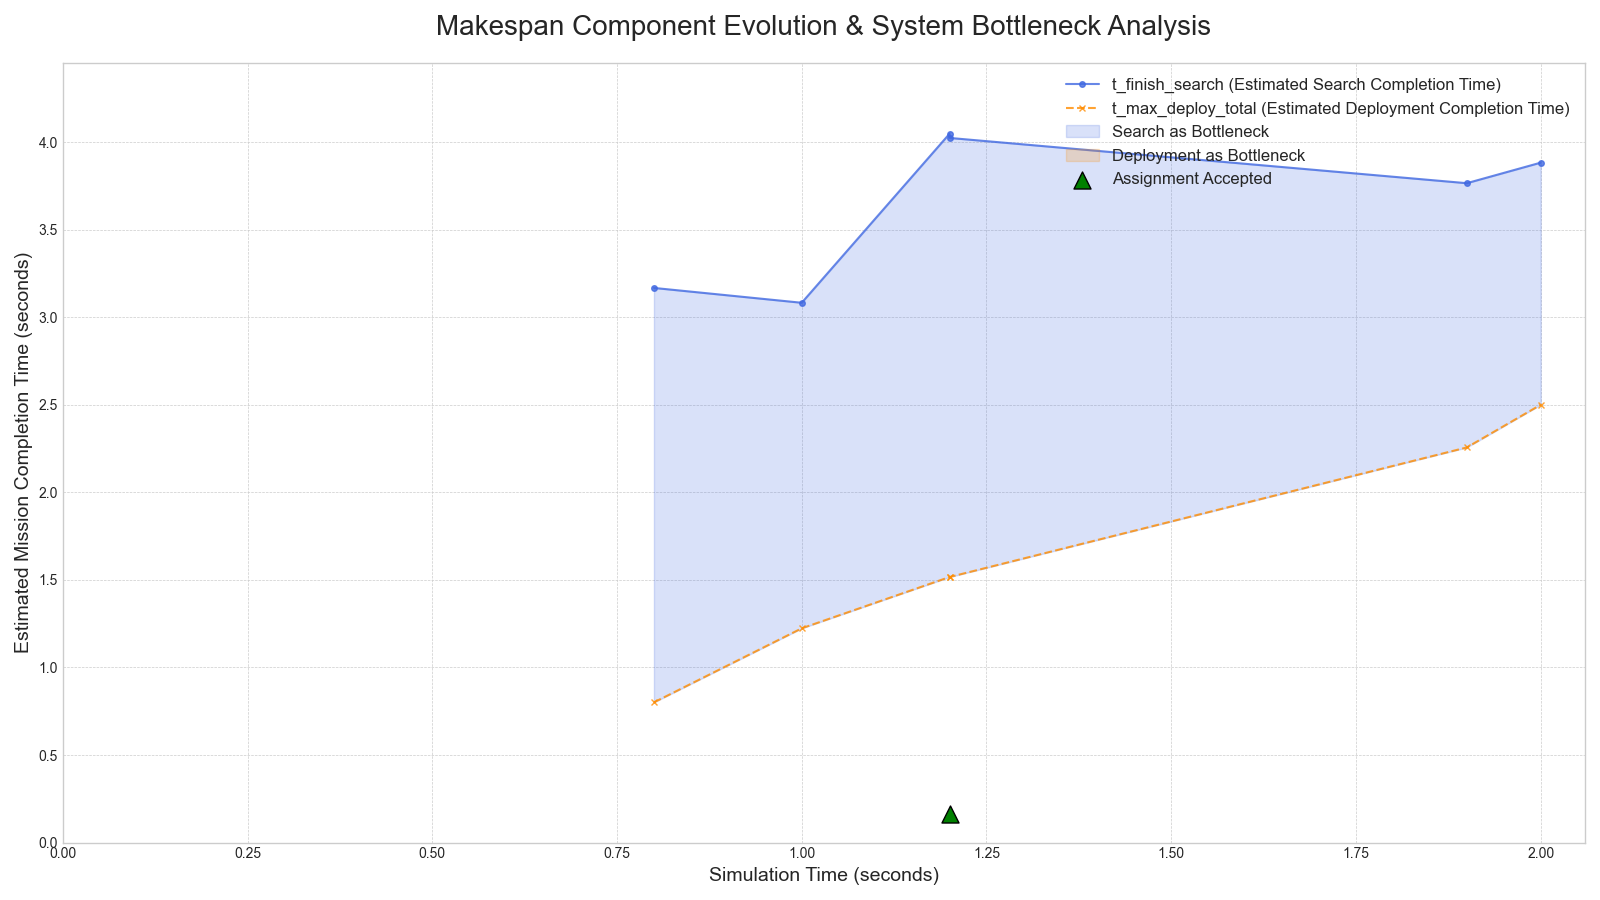 Makespan Component Evolution & System Bottleneck Analysis
t_finish_search (Estimated Search Completion Time)
t_max_deploy_total (Estimated Deployment Completion Time)
Search as Bottleneck
Deployment as Bottleneck
Assignment Accepted
Estimated Mission Completion Time (seconds)
4.0
3.5
3.0
2.5
2.0
1.5
1.0
0.5
0.0
0.00 0.25 0.50 0.75 1.00 1.25 1.50 1.75 2.00
Simulation Time (seconds)